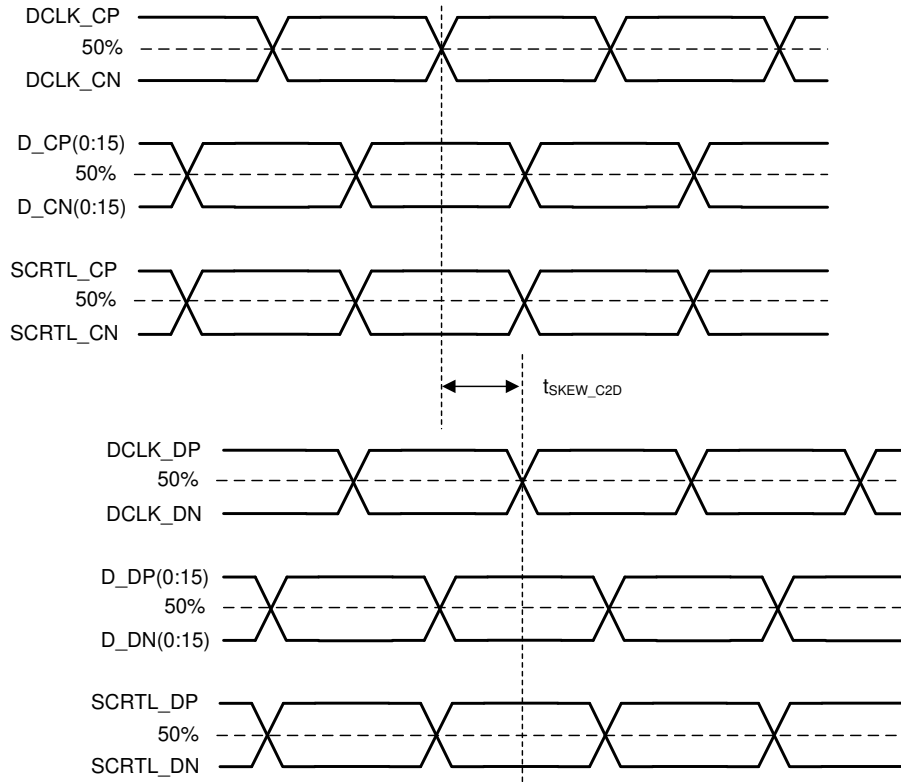 DCLK_CP
50%
DCLK_CN
D_CP(0:15)
50%
D_CN(0:15)
SCRTL_CP
50%
SCRTL_CN
tSKEW_C2D
DCLK_DP
50%
DCLK_DN
D_DP(0:15)
50%
D_DN(0:15)
SCRTL_DP
50%
SCRTL_DN